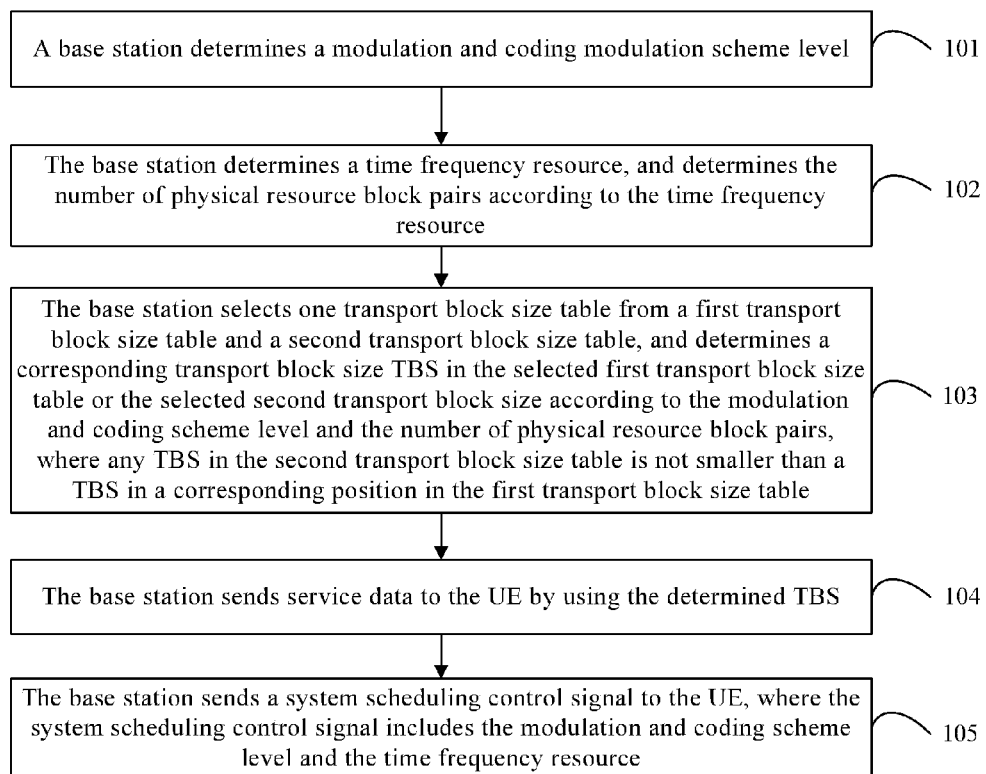 A base station determines a modulation and coding modulation scheme level
101
The base station determines a time frequency resource, and determines the
number of physical resource block pairs according to the time frequency
resource
102
The base station selects one transport block size table from a first transport
block size table and a second transport block size table, and determines a
corresponding transport block size TBS in the selected first transport block size
table or the selected second transport block size according to the modulation
and coding scheme level and the number of physical resource block pairs,
where any TBS in the second transport block size table is not smaller than a
TBS in a corresponding position in the first transport block size table
103
The base station sends service data to the UE by using the determined TBS
104
The base station sends a system scheduling control signal to the UE, where the
system scheduling control signal includes the modulation and coding scheme
level and the time frequency resource
105